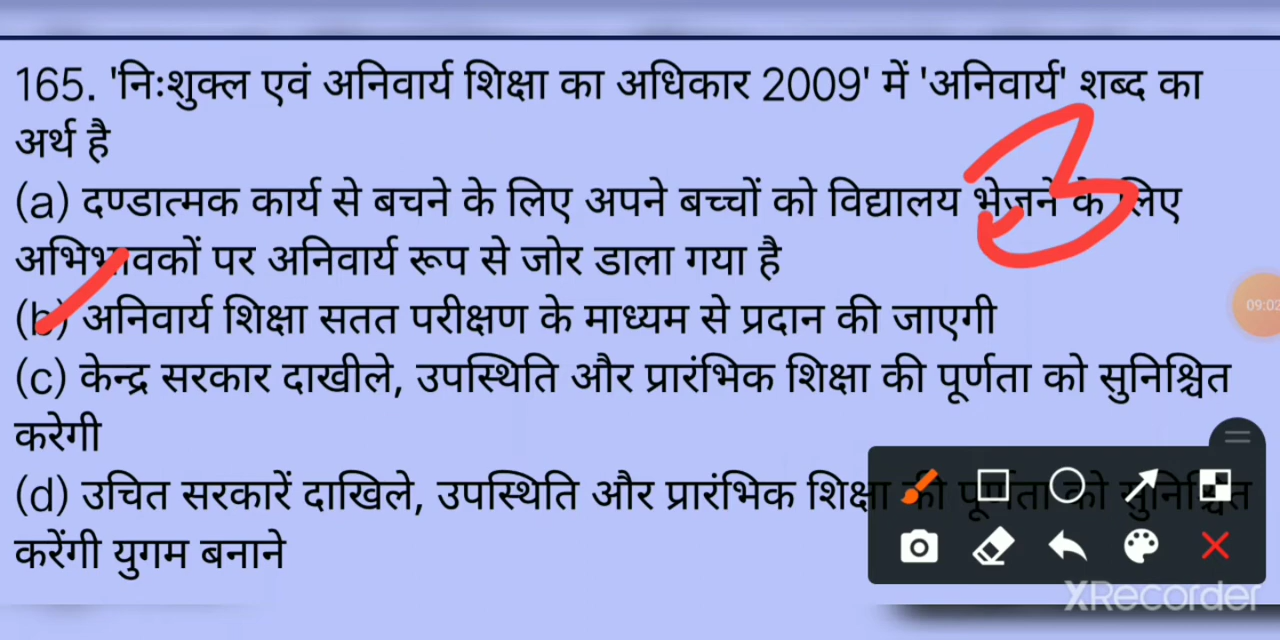 165. 'निःशुक्ल एवं अनिवार्य शिक्षा का अधिकार 2009' में 'अनिवार्य' शब्द का
अर्थ है
(a) दण्डात्मक कार्य से बचने के लिए अपने बच्चों को विद्यालय भेजने के लिए
अभिभावकों पर अनिवार्य रूप से जोर डाला गया है
(b) अनिवार्य शिक्षा सतत परीक्षण के माध्यम से प्रदान की जाएगी
(c) केन्द्र सरकार दाखीले, उपस्थिति और प्रारंभिक शिक्षा की पूर्णता को सुनिश्चित
करेगी
(d) उचित सरकारें दाखिले, उपस्थिति और प्रारंभिक शिक्षा की पूर्णता को सुनिश्चित
करेंगी युगम बनाने
XRecorder